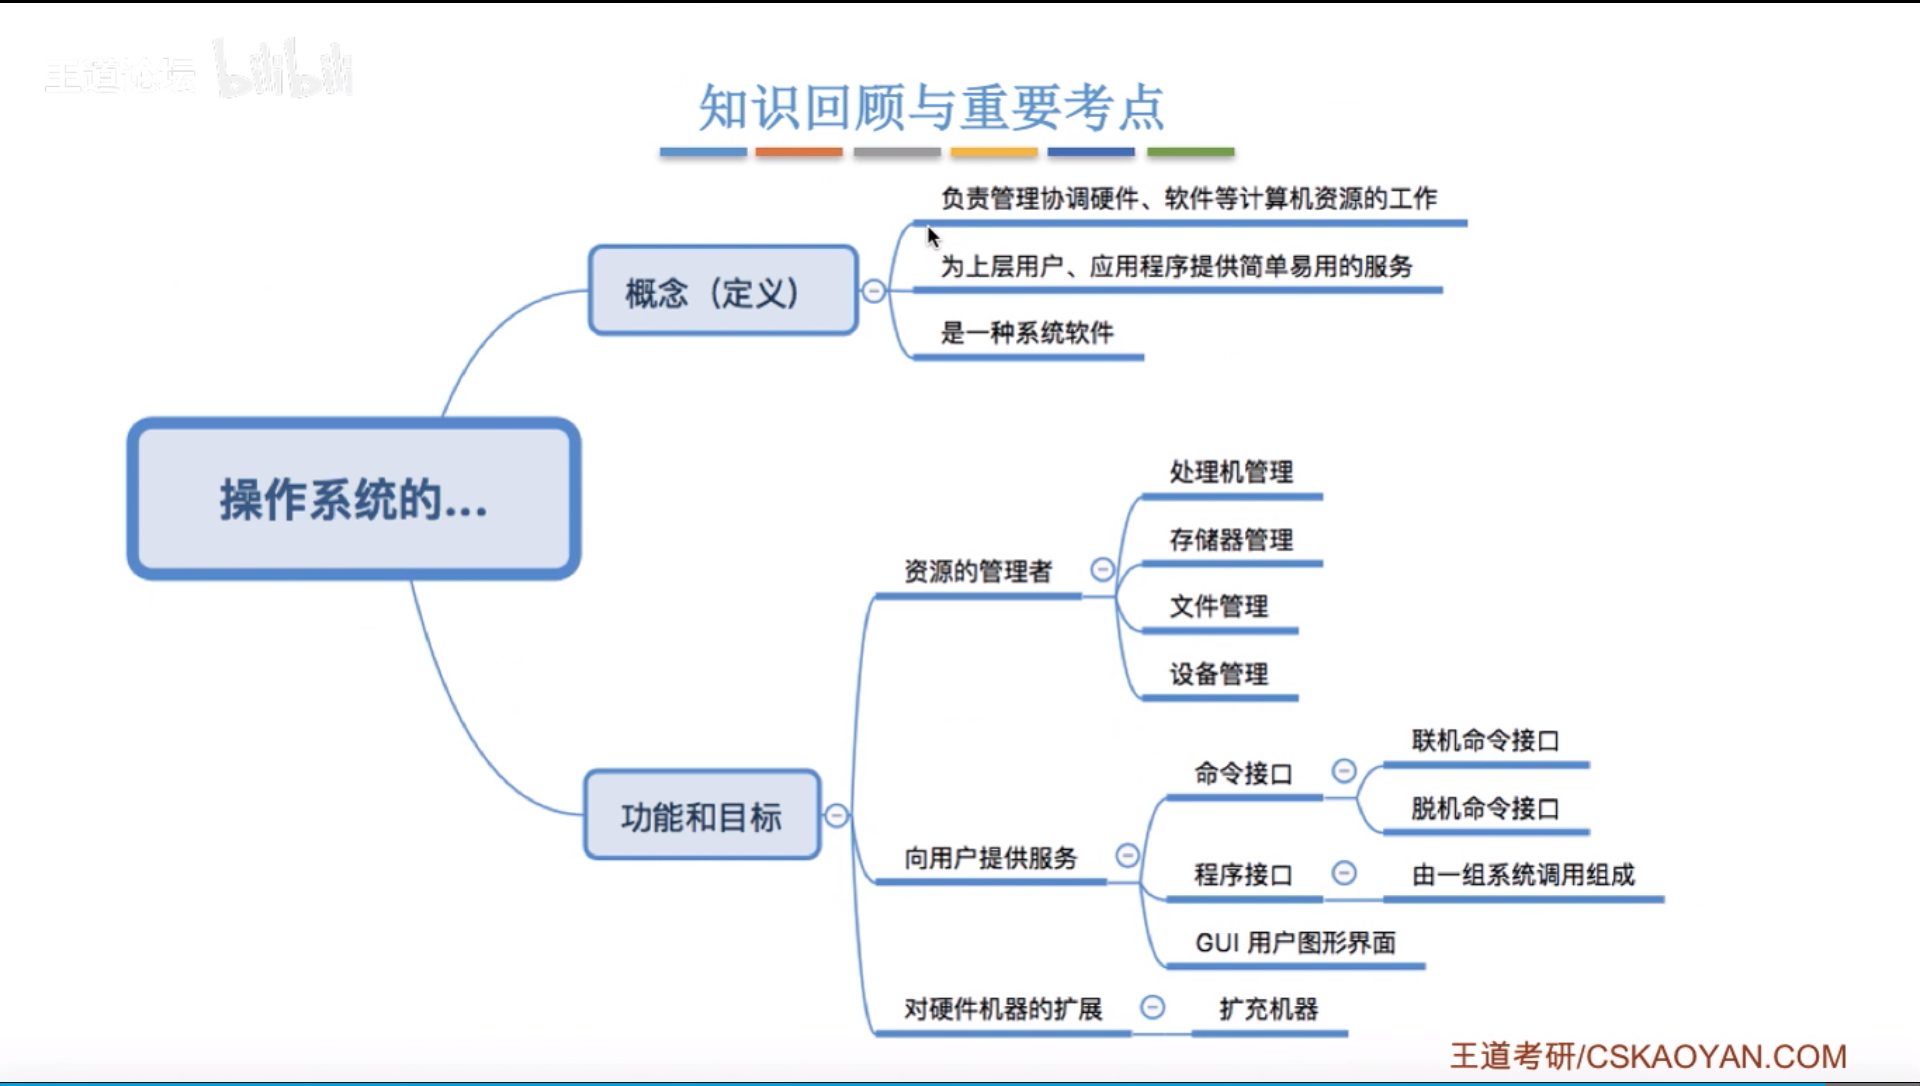 王道论坛 bilibili
知识回顾与重要考点
负责管理协调硬件、软件等计算机资源的工作
概念（定义）
为上层用户、应用程序提供简单易用的服务
是一种系统软件
操作系统的...
处理机管理
存储器管理
资源的管理者
文件管理
设备管理
联机命令接口
命令接口
脱机命令接口
功能和目标
向用户提供服务
程序接口
由一组系统调用组成
GUI 用户图形界面
对硬件机器的扩展
扩充机器
王道考研/CSKAOYAN.COM